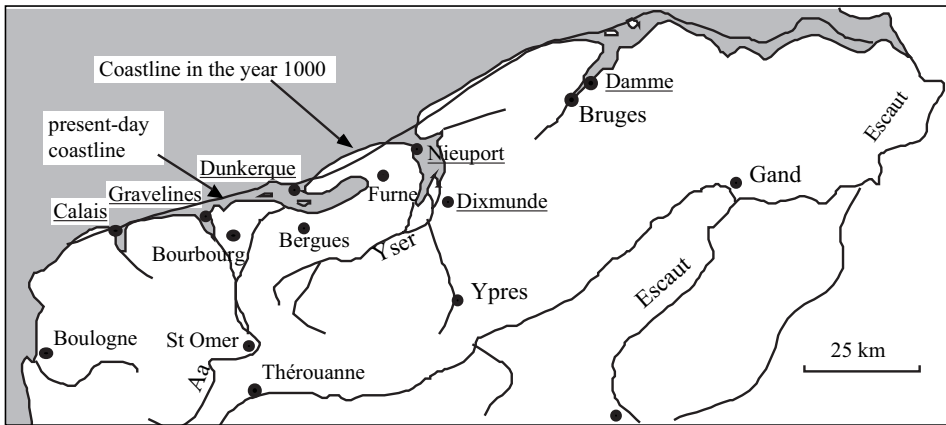 Coastline in the year 1000
present-day
coastline
Damme
Bruges
Escaut
Dunkerque
Nieuport
Gravelines
Furne
Gand
Calais
Dixmunde
Bourbourg
Bergues
Yser
Escaut
Ypres
Boulogne
St Omer
25 km
Aa
Thérouanne